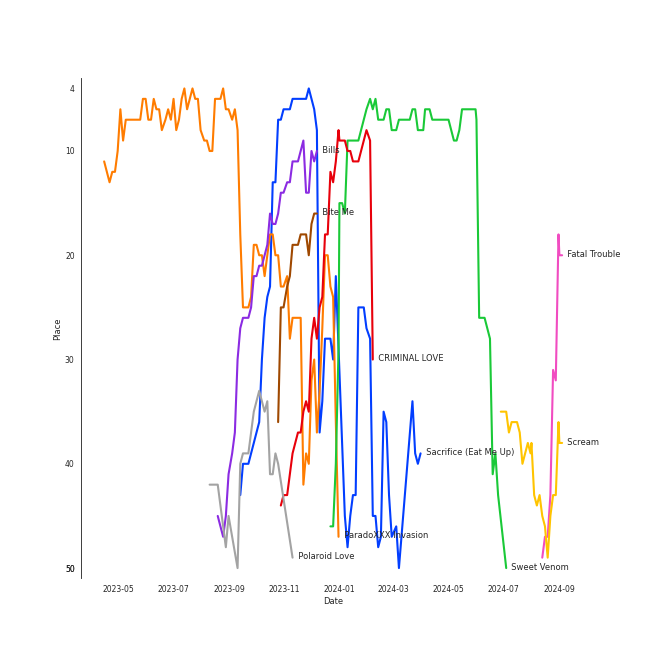 4
10
20
30
40
50
Place
Bills
Bite Me
Fatal Trouble
CRIMINAL LOVE
Scream
Sacrifice (Eat Me Up)
ParadoXXX Invasion
Polaroid Love
Sweet Venom
2023-05 2023-07 2023-09 2023-11 2024-01 2024-03 2024-05 2024-07 2024-09
Date